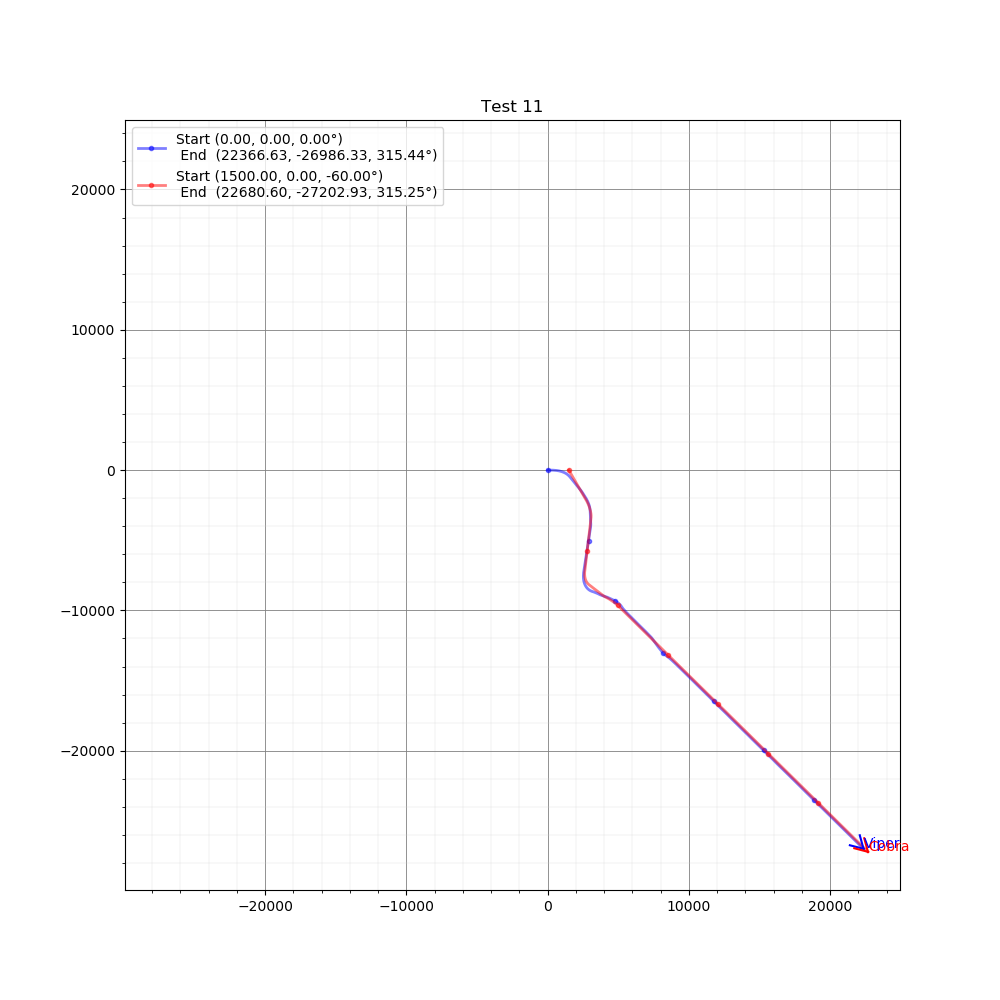 Test 11
Start (0.00, 0.00, 0.00°)
End  (22366.63, -26986.33, 315.44°)
Start (1500.00, 0.00, -60.00°)
End  (22680.60, -27202.93, 315.25°)
20000
10000
0
−10000
−20000
Viper
Cobra
−20000
−10000
0
10000
20000